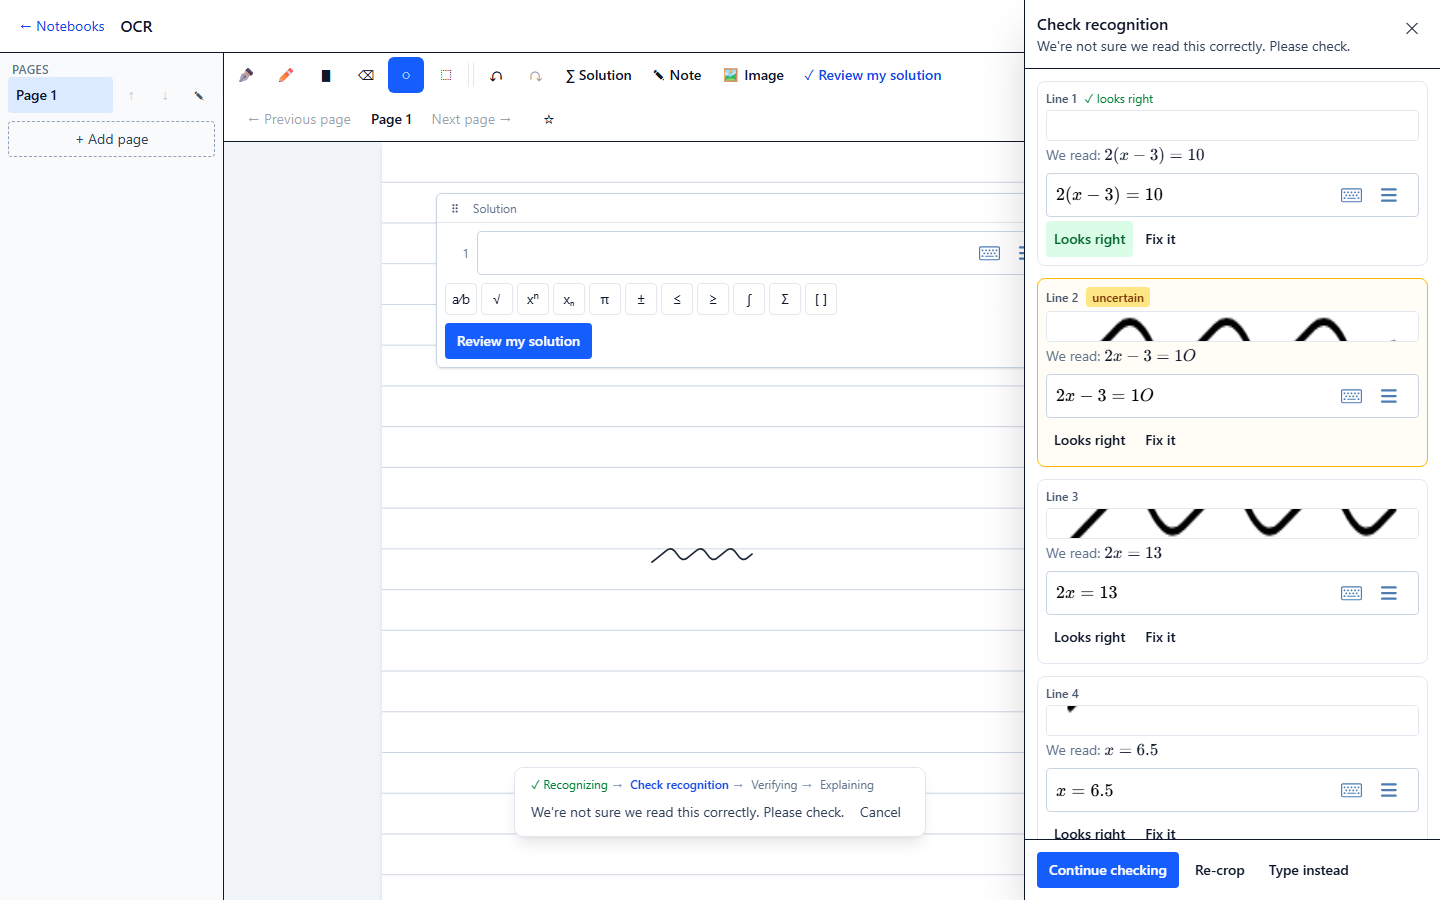 ← Notebooks OCR
PAGES
Page 1 ↑ ↓
+ Add page
∑ Solution Note Image ✓ Review my solution
← Previous page Page 1 Next page → ☆
Solution
1
a/b √ xⁿ xₙ π ± ≤ ≥ ∫ Σ [ ]
Review my solution
✓ Recognizing → Check recognition → Verifying → Explaining
We're not sure we read this correctly. Please check. Cancel
Check recognition
We're not sure we read this correctly. Please check.
Line 1 ✓ looks right
We read: 2(x − 3) = 10
2(x − 3) = 10
Looks right Fix it
Line 2 uncertain
We read: 2x − 3 = 1O
2x − 3 = 1O
Looks right Fix it
Line 3
We read: 2x = 13
2x = 13
Looks right Fix it
Line 4
We read: x = 6.5
x = 6.5
Looks right Fix it
Continue checking Re-crop Type instead